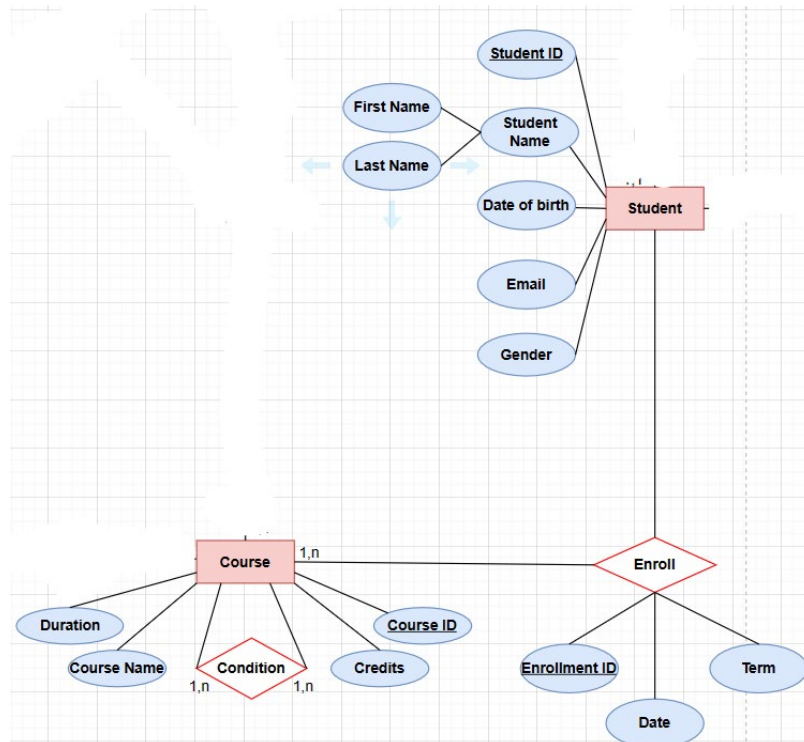 Student ID
First Name
Student
Name
Last Name
Date of birth
Student
Email
Gender
1,n
Course
Enroll
Duration
Course ID
Course Name
Condition
Credits
Enrollment ID
Term
1,n
1,n
Date